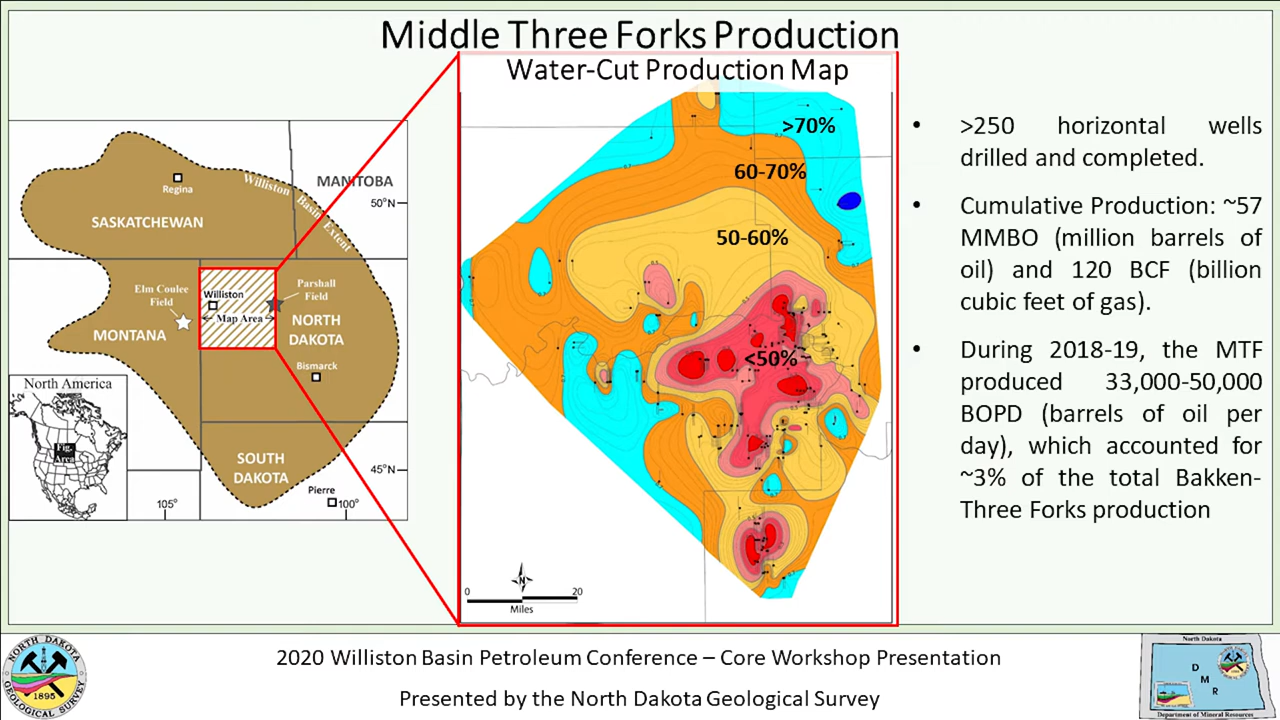 Middle Three Forks Production
Water-Cut Production Map
>70%
60-70%
50-60%
<50%
N
0
20
Miles
MANITOBA
Regina
Williston Basin Extent
50°N
SASKATCHEWAN
Elm Coulee
Field
Williston
Parshall
Field
Map Area
MONTANA
NORTH
DAKOTA
Bismarck
North America
Fig.
Area
SOUTH
DAKOTA
45°N
Pierre
105°
100°
• >250 horizontal wells
drilled and completed.
• Cumulative Production: ~57
MMBO (million barrels of
oil) and 120 BCF (billion
cubic feet of gas).
• During 2018-19, the MTF
produced 33,000-50,000
BOPD (barrels of oil per
day), which accounted for
~3% of the total Bakken-
Three Forks production
NORTH DAKOTA
GEOLOGICAL SURVEY
1895
2020 Williston Basin Petroleum Conference – Core Workshop Presentation
Presented by the North Dakota Geological Survey
North Dakota
D
M
R
Department of Mineral Resources